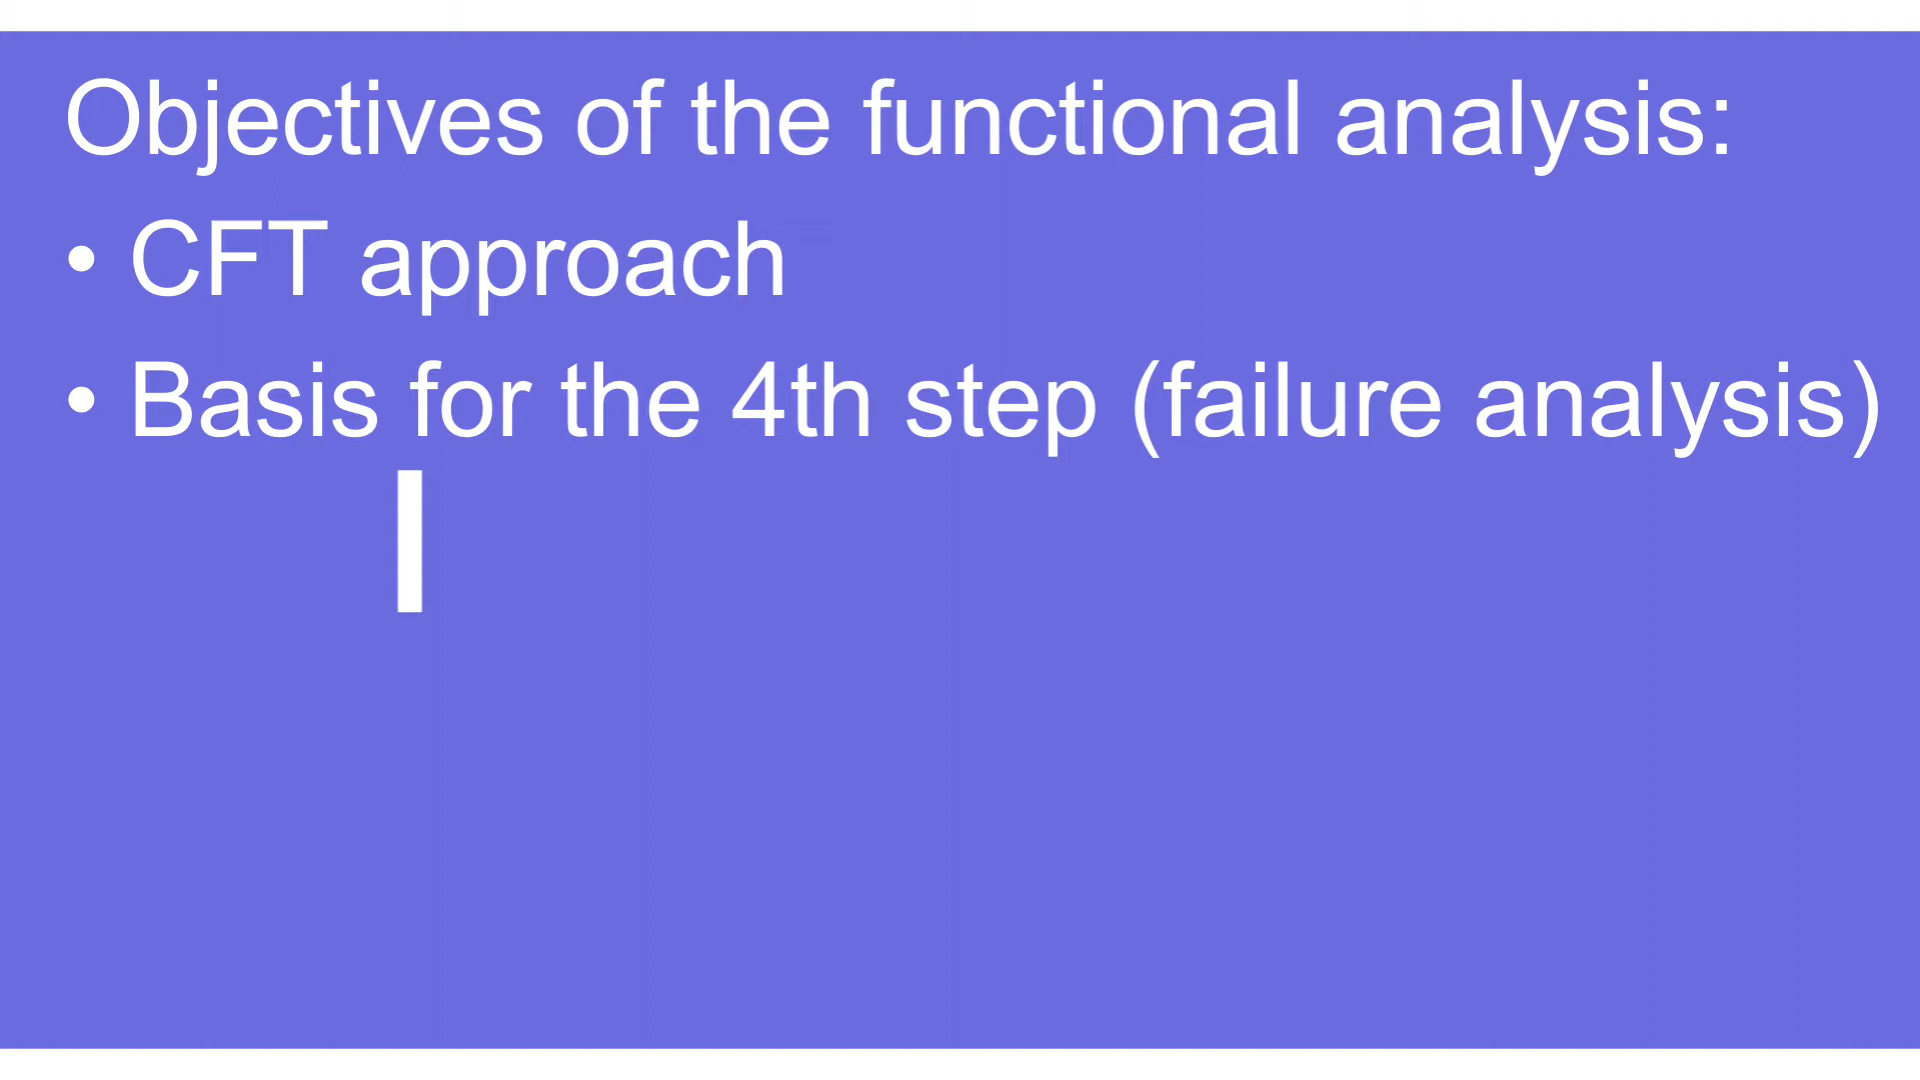 Objectives of the functional analysis:
• CFT approach
• Basis for the 4th step (failure analysis)